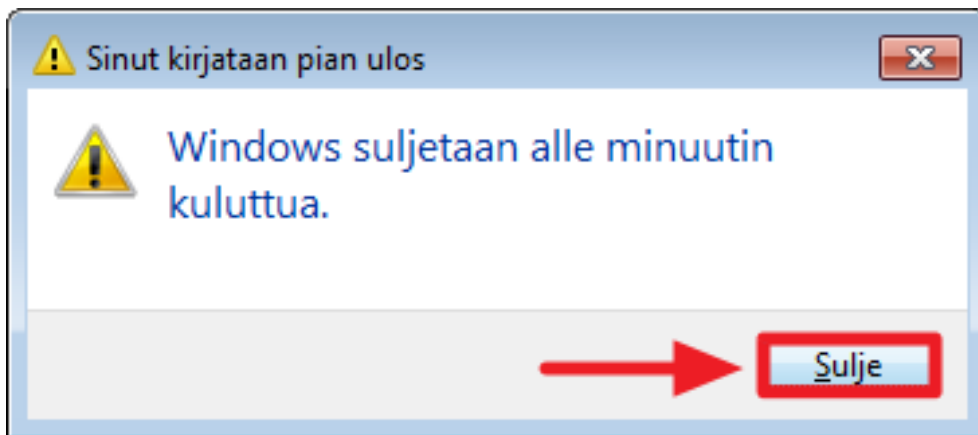 Sinut kirjataan pian ulos
Windows suljetaan alle minuutin
kuluttua.
Sulje